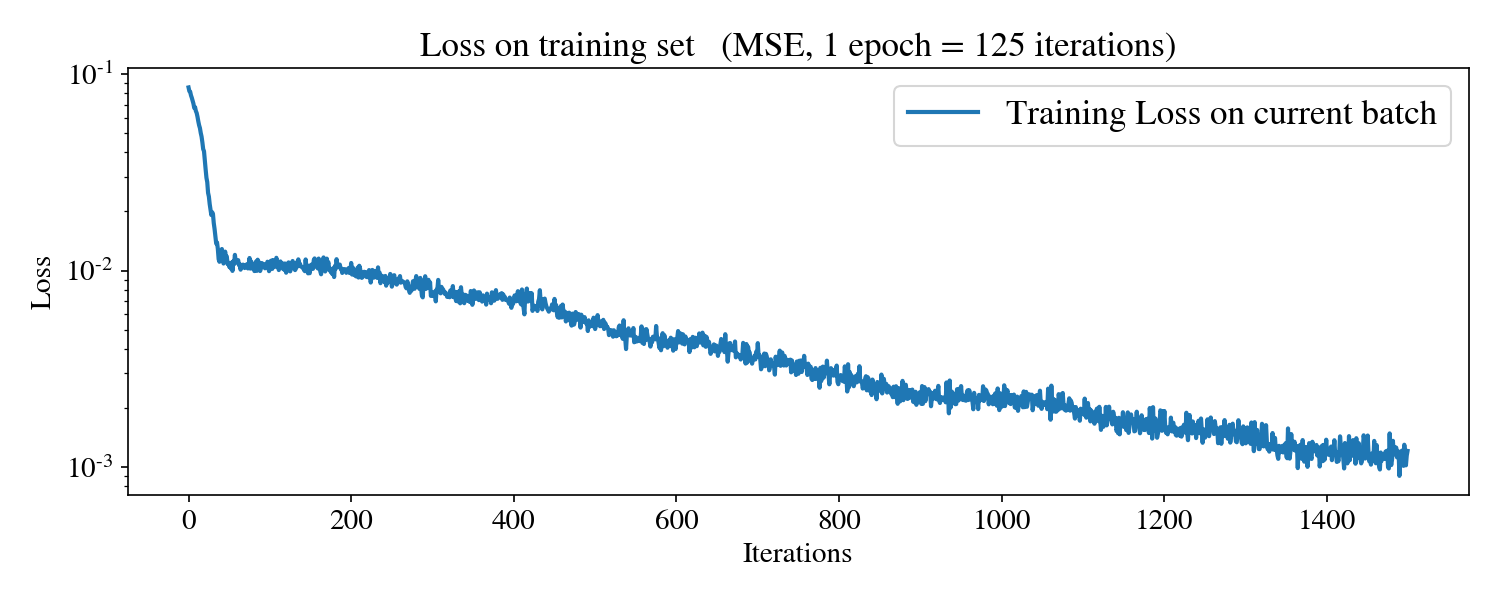 Loss on training set (MSE, 1 epoch = 125 iterations)
Training Loss on current batch
Loss
10-1
10-2
10-3
0 200 400 600 800 1000 1200 1400
Iterations